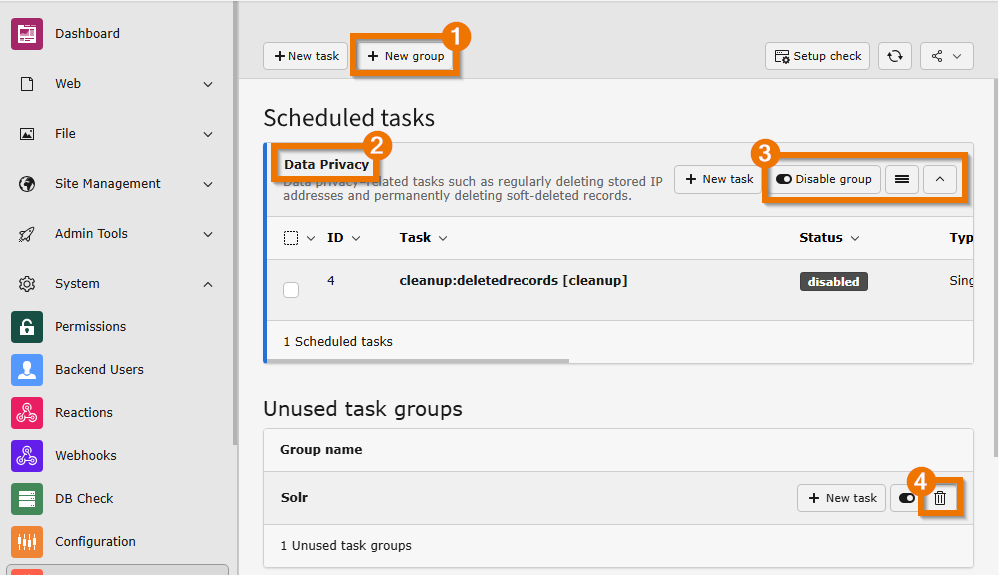 Dashboard
Web
File
Site Management
Admin Tools
System
Permissions
Backend Users
Reactions
Webhooks
DB Check
Configuration
1
New task
New group
Setup check
Scheduled tasks
2
Data Privacy
Data privacy-related tasks such as regularly deleting stored IP
addresses and permanently deleting soft-deleted records.
3
New task
Disable group
ID Task Status Typ
4 cleanup:deletedrecords [cleanup] disabled Sing
1 Scheduled tasks
Unused task groups
Group name
4
Solr New task
1 Unused task groups